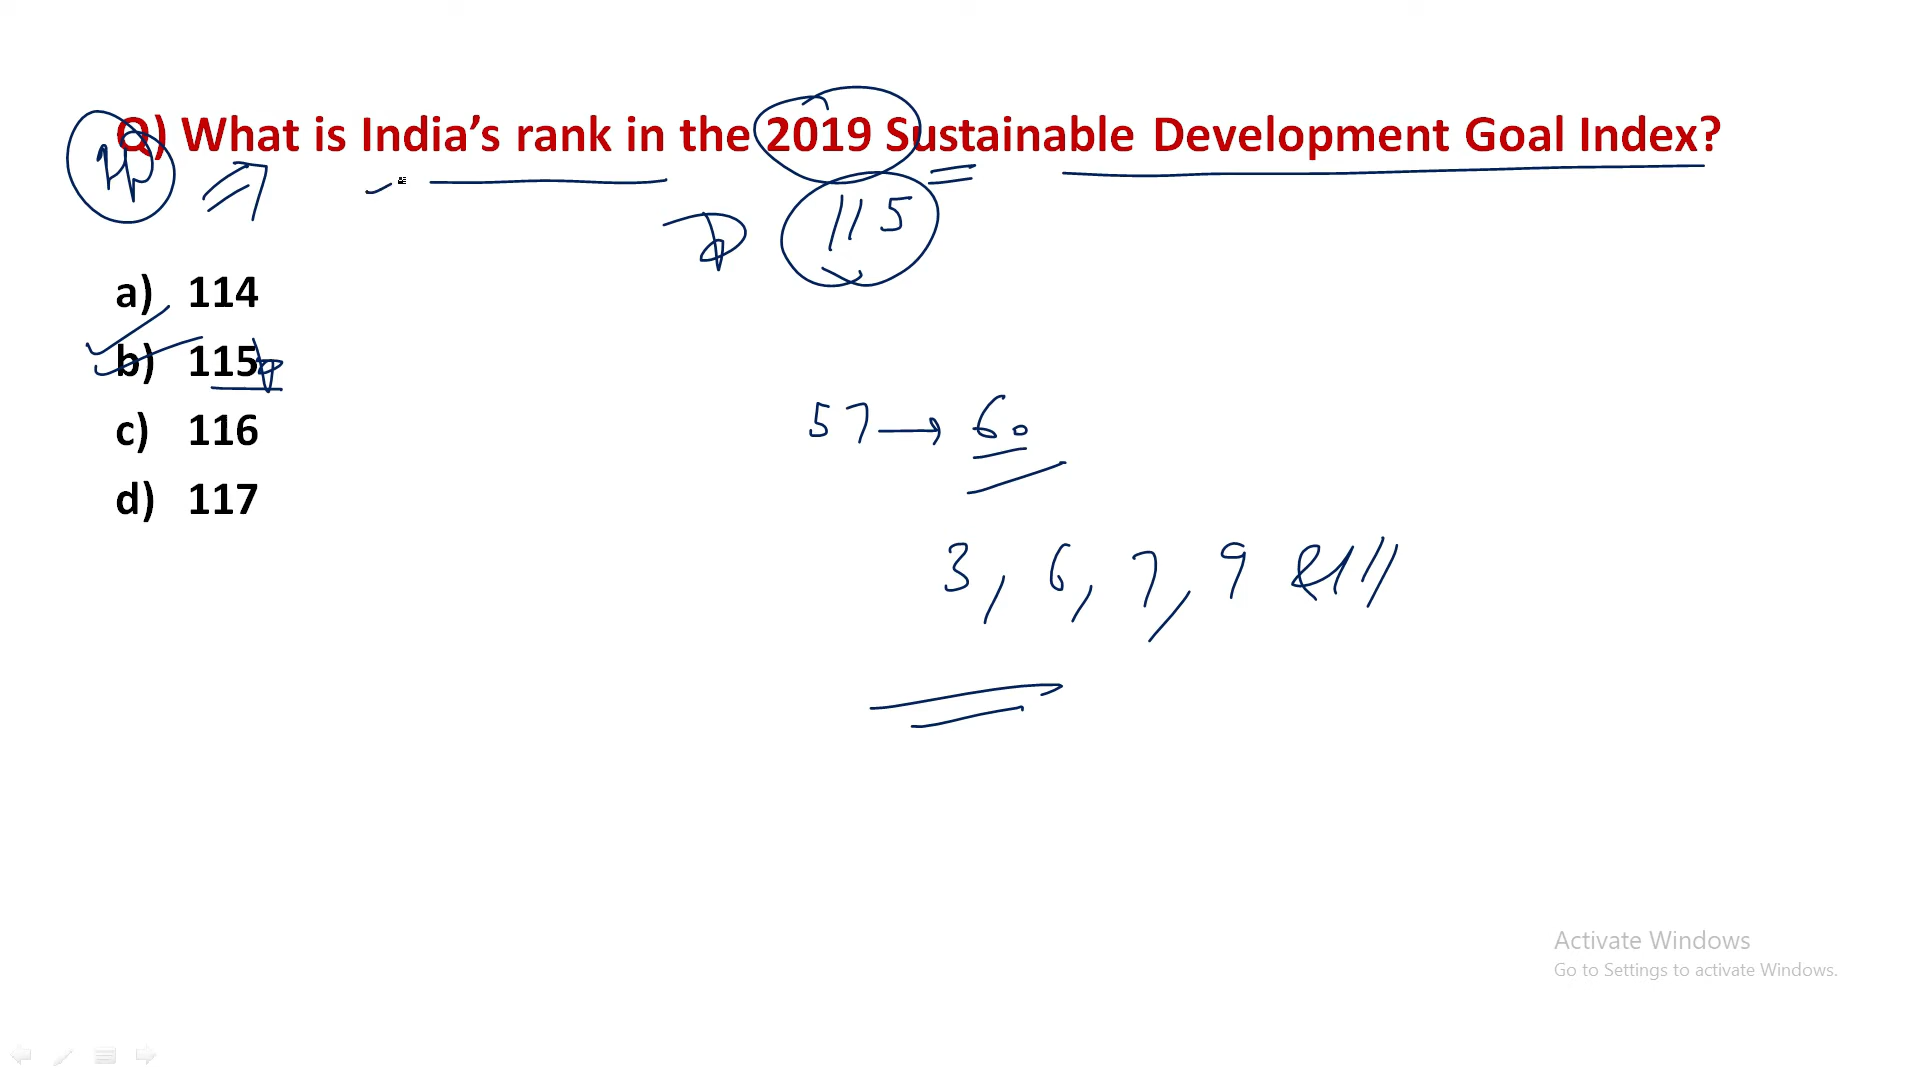 Q) What is India’s rank in the 2019 Sustainable Development Goal Index?
115
a) 114
b) 115
c) 116
d) 117
57 → 60
3, 6, 7, 9 & 11
Activate Windows
Go to Settings to activate Windows.